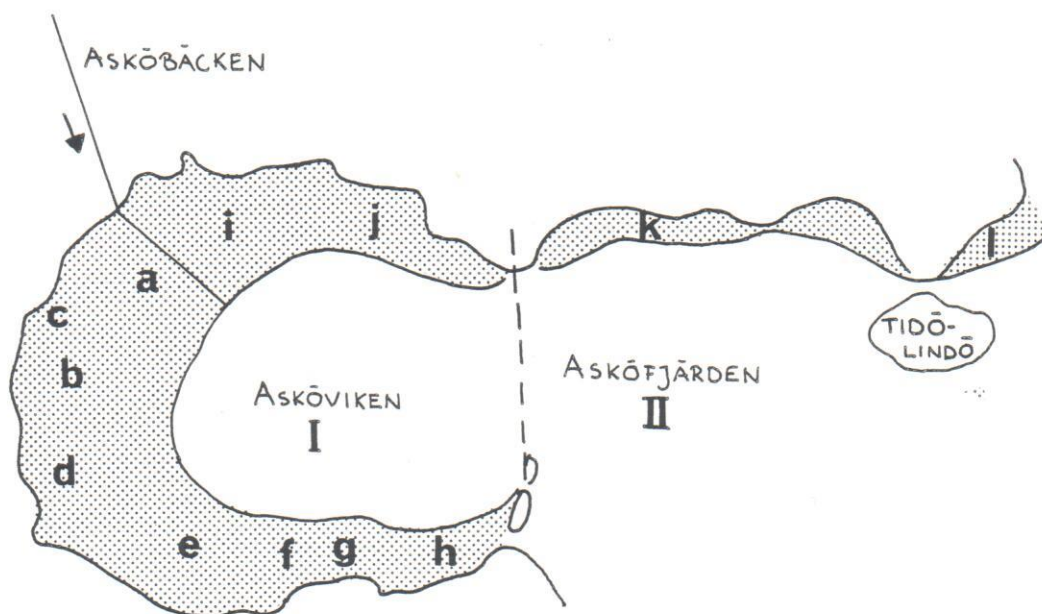 ASKÖBÄCKEN
i
j
k
l
a
c
b
d
e
f
g
h
ASKÖVIKEN
I
ASKÖFJÄRDEN
II
TIDÖ-
LINDÖ